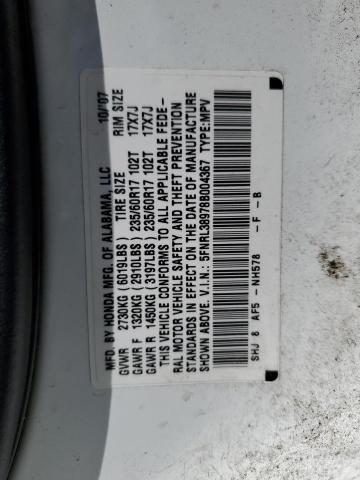 MFD. BY HONDA MFG. OF ALABAMA, LLC 10/'07
GVWR 2730KG (6019LBS) TIRE SIZE RIM SIZE
GAWR F 1320KG (2910LBS) 235/60R17 102T 17X7J
GAWR R 1450KG (3197LBS) 235/60R17 102T 17X7J
THIS VEHICLE CONFORMS TO ALL APPLICABLE FEDE-
RAL MOTOR VEHICLE SAFETY AND THEFT PREVENTION
STANDARDS IN EFFECT ON THE DATE OF MANUFACTURE
SHOWN ABOVE. V.I.N.: 5FNRL38978B004367 TYPE:MPV
SHJ 8 AF5 -NH578 -F -B